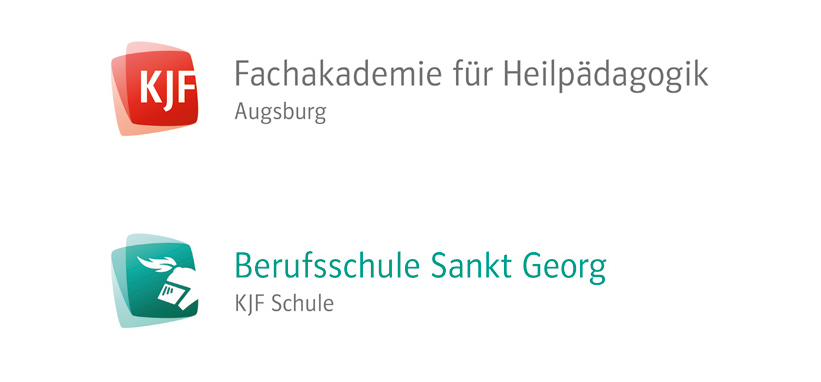 KJF
Fachakademie für Heilpädagogik
Augsburg
Berufsschule Sankt Georg
KJF Schule